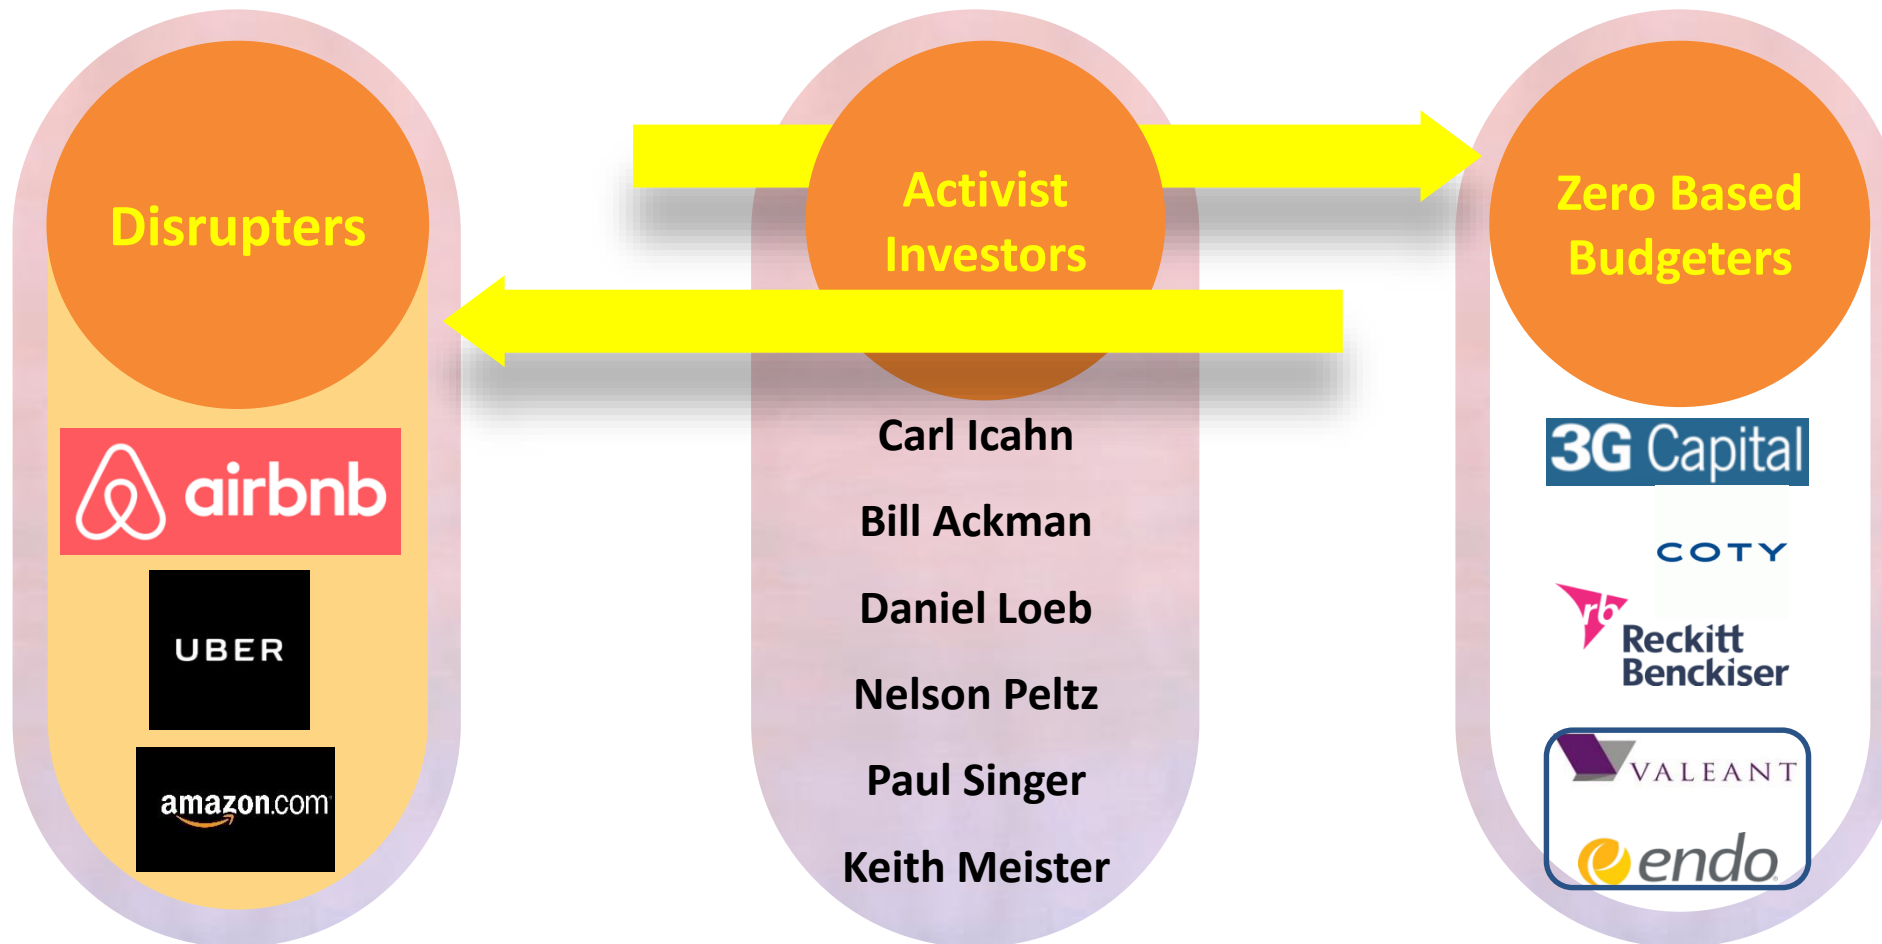 Disrupters
airbnb
UBER
amazon.com
Activist
Investors
Carl Icahn
Bill Ackman
Daniel Loeb
Nelson Peltz
Paul Singer
Keith Meister
Zero Based
Budgeters
3G Capital
COTY
rb
Reckitt
Benckiser
VALEANT
endo